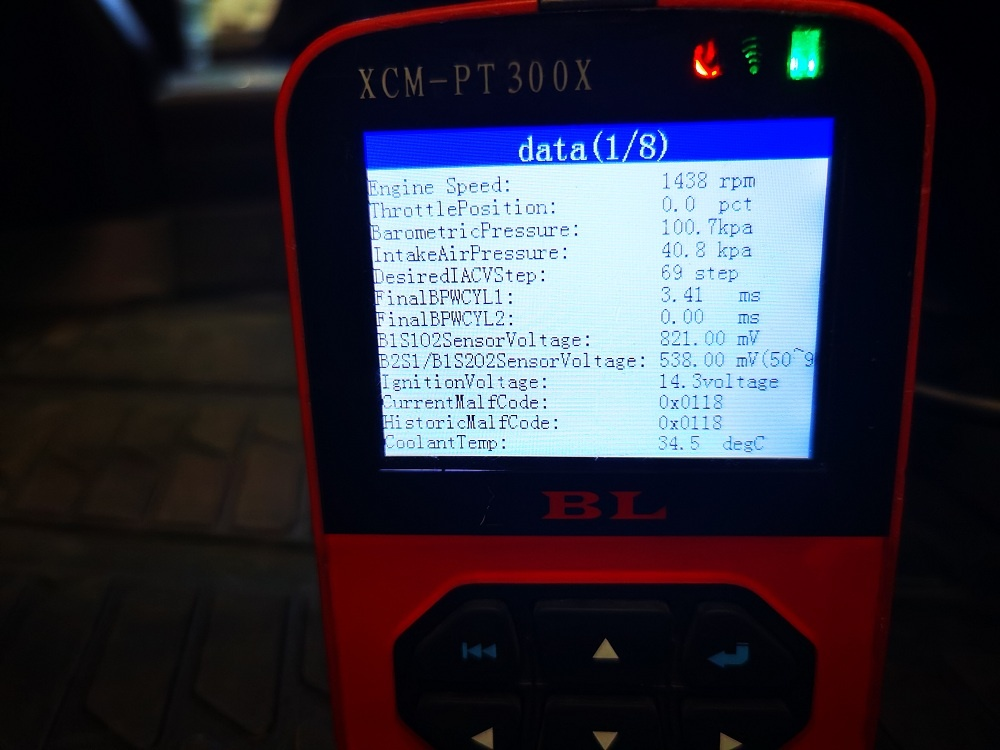 XCM-PT300X
data(1/8)
Engine Speed: 1438 rpm
ThrottlePosition: 0.0 pct
BarometricPressure: 100.7kpa
IntakeAirPressure: 40.8 kpa
DesiredIACVStep: 69 step
FinalBPWCYL1: 3.41 ms
FinalBPWCYL2: 0.00 ms
B1S1O2SensorVoltage: 821.00 mV
B2S1/B1S2O2SensorVoltage: 538.00 mV(50~9
IgnitionVoltage: 14.3voltage
CurrentMalfCode: 0x0118
HistoricMalfCode: 0x0118
CoolantTemp: 34.5 degC
BL